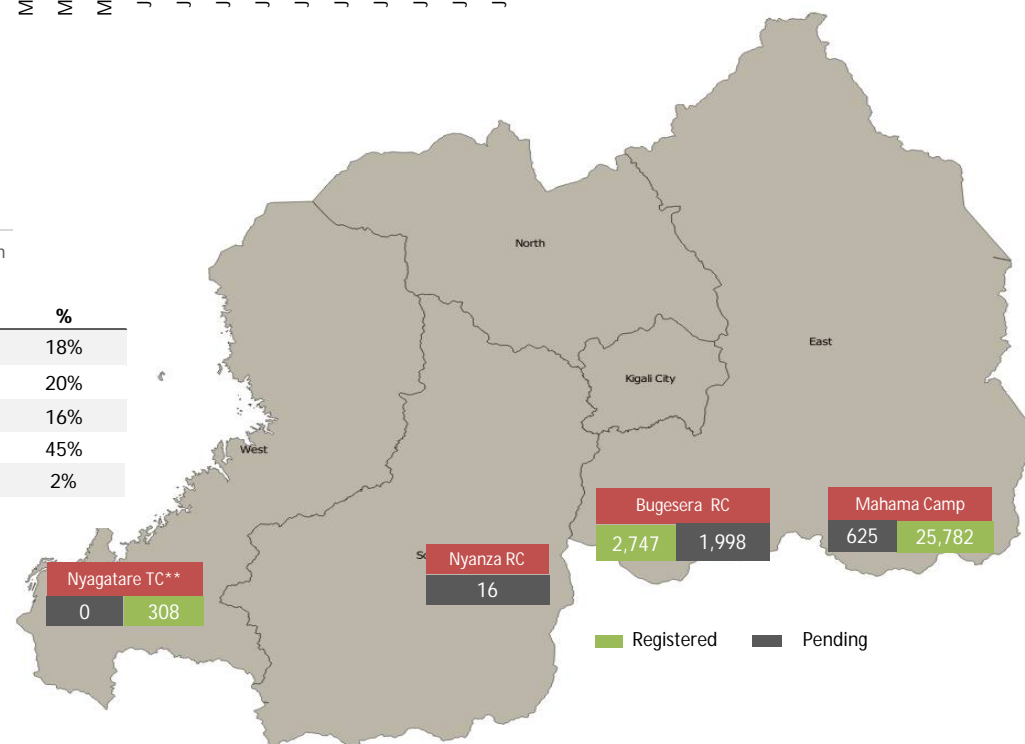 M
M
M
J
J
J
J
J
J
J
J
J
J
North
%
18%
20%
16%
45%
2%
East
Kigali City
West
Bugesera RC
2,747 1,998
Mahama Camp
625 25,782
Nyanza RC
16
Nyagatare TC**
0 308
Registered Pending